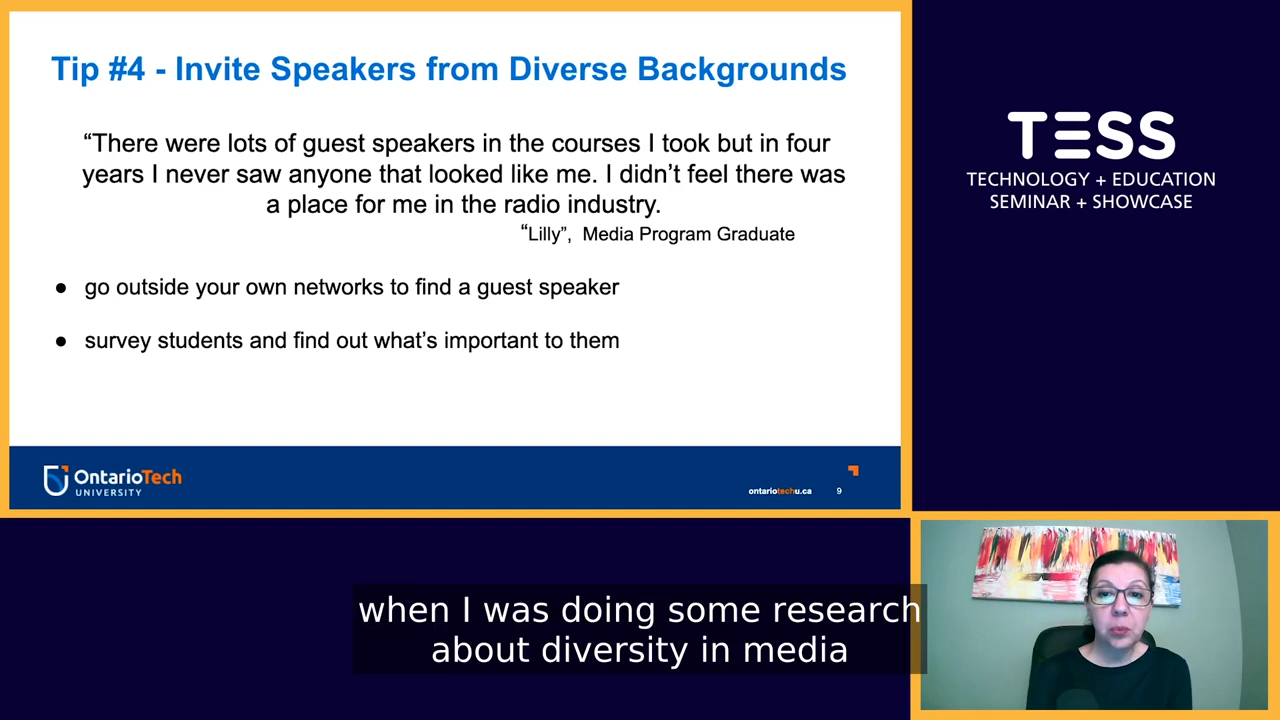 Tip #4 - Invite Speakers from Diverse Backgrounds
“There were lots of guest speakers in the courses I took but in four
years I never saw anyone that looked like me. I didn’t feel there was
a place for me in the radio industry.
“Lilly”, Media Program Graduate
● go outside your own networks to find a guest speaker
● survey students and find out what’s important to them
OntarioTech
UNIVERSITY
ontariotechu.ca
9
TESS
TECHNOLOGY + EDUCATION
SEMINAR + SHOWCASE
when I was doing some research
about diversity in media